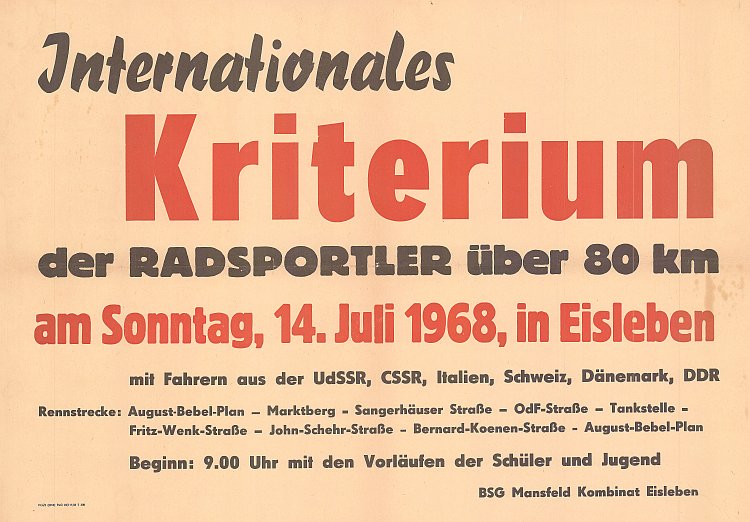 Internationales
Kriterium
der RADSPORTLER über 80 km
am Sonntag, 14. Juli 1968, in Eisleben
mit Fahrern aus der UdSSR, CSSR, Italien, Schweiz, Dänemark, DDR
Rennstrecke: August-Bebel-Plan – Marktberg - Sangerhäuser Straße – OdF-Straße – Tankstelle -
Fritz-Wenk-Straße – John-Schehr-Straße - Bernard-Koenen-Straße - August-Bebel-Plan
Beginn: 9.00 Uhr mit den Vorläufen der Schüler und Jugend
BSG Mansfeld Kombinat Eisleben